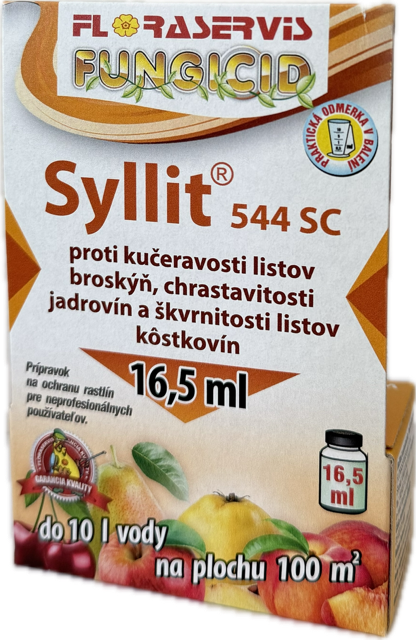 FLORASERVIS
FUNGICID
PRAKTICKÁ ODMERKA V BALENÍ
Syllit® 544 SC
proti kučeravosti listov
broskýň, chrastavitosti
jadrovín a škvrnitosti listov
kôstkovín
16,5 ml
Prípravok
na ochranu rastlín
pre neprofesionálnych
používateľov.
GARANCIA KVALITY
16,5
ml
do 10 l vody
na plochu 100 m²